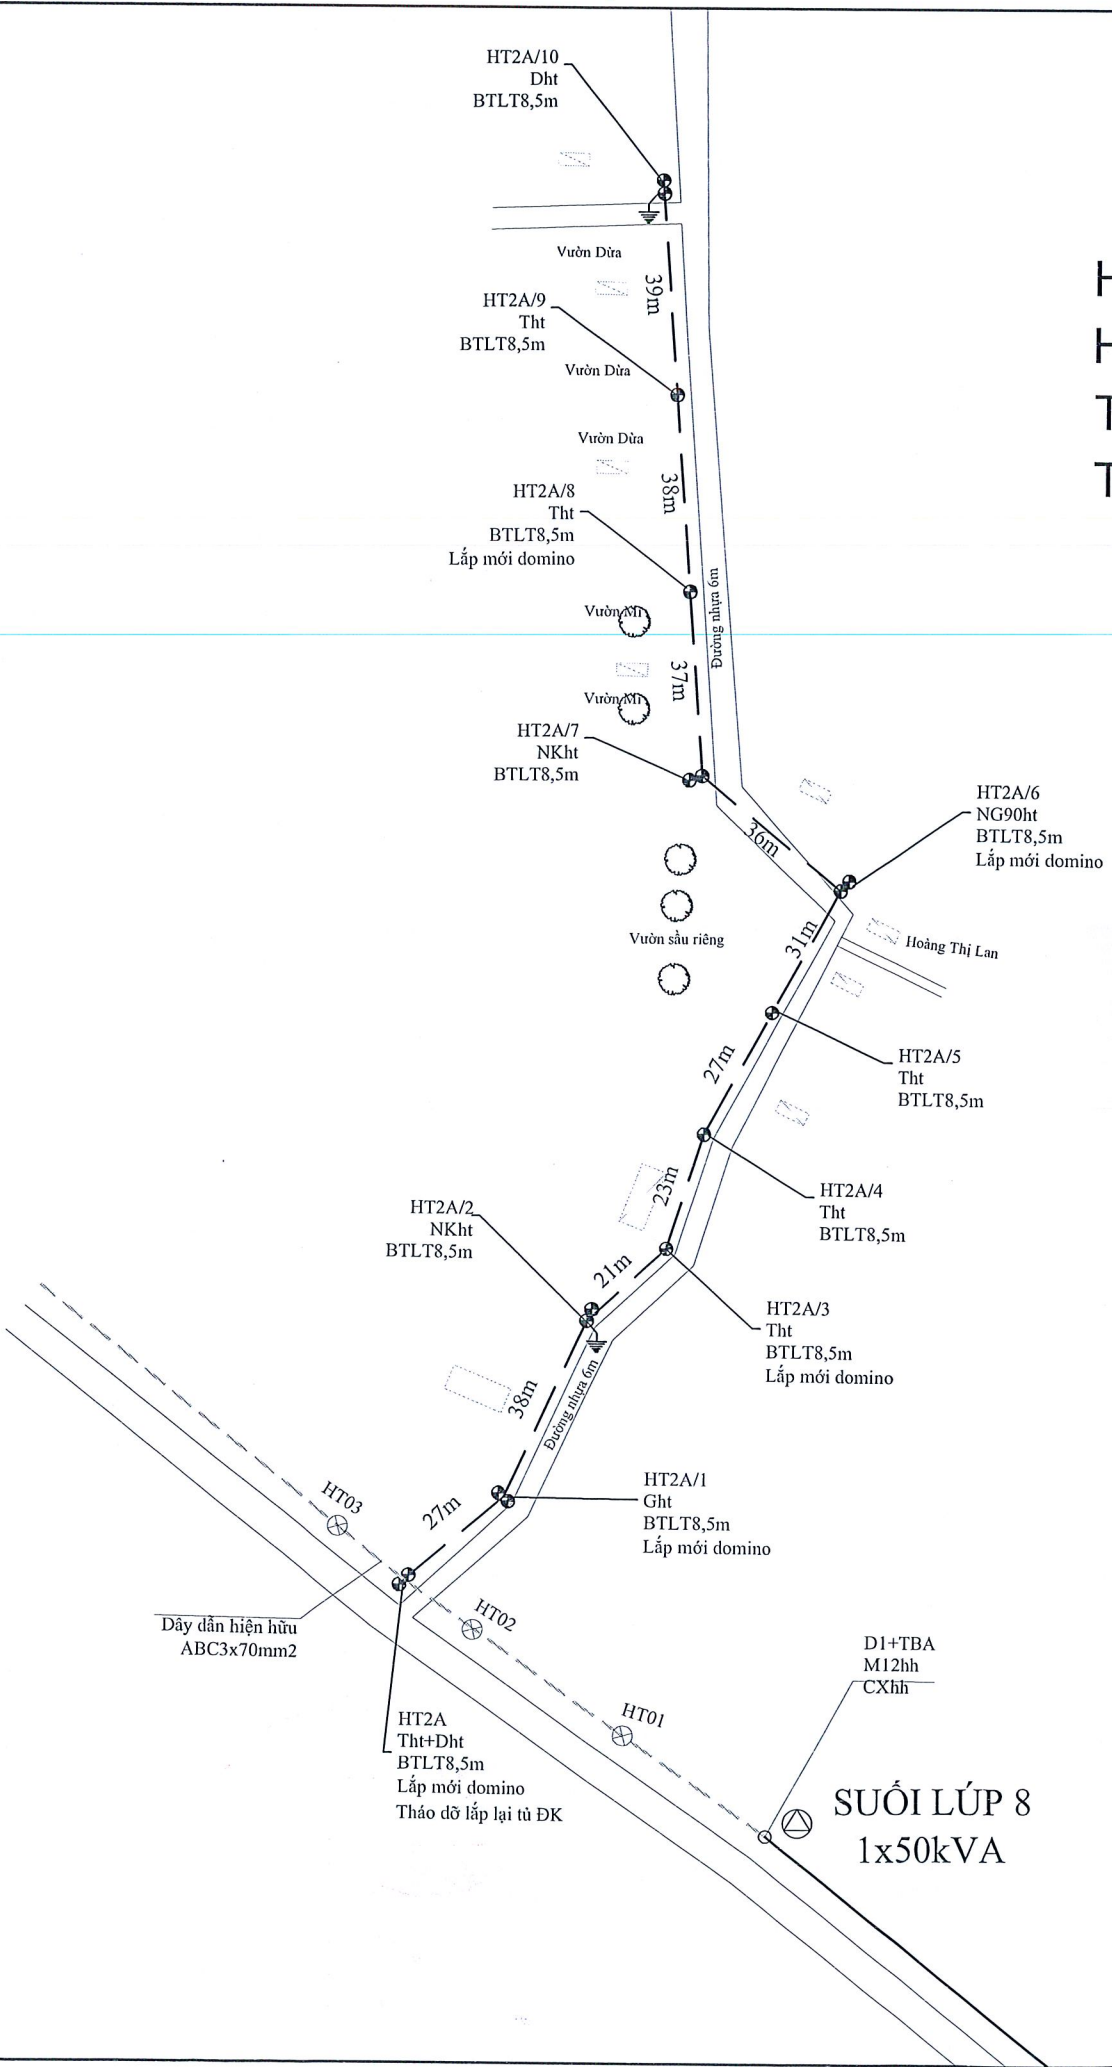 HT2A/10
Dht
BTLT8,5m
Vườn Dừa
39m
HT2A/9
Tht
BTLT8,5m
Vườn Dừa
Vườn Dừa
38m
HT2A/8
Tht
BTLT8,5m
Lắp mới domino
Đường nhựa 6m
Vườn Mì
37m
Vườn Mì
HT2A/7
NKht
BTLT8,5m
36m
HT2A/6
NG90ht
BTLT8,5m
Lắp mới domino
31m
Hoàng Thị Lan
Vườn sầu riêng
27m
HT2A/5
Tht
BTLT8,5m
23m
HT2A/4
Tht
BTLT8,5m
HT2A/2
NKht
BTLT8,5m
21m
HT2A/3
Tht
BTLT8,5m
Lắp mới domino
38m
Đường nhựa 6m
HT03
27m
HT2A/1
Ght
BTLT8,5m
Lắp mới domino
HT02
Dây dẫn hiện hữu
ABC3x70mm2
D1+TBA
M12hh
CXhh
HT01
HT2A
Tht+Dht
BTLT8,5m
Lắp mới domino
Tháo dỡ lắp lại tủ ĐK
SUỐI LÚP 8
1x50kVA
H
H
T
T